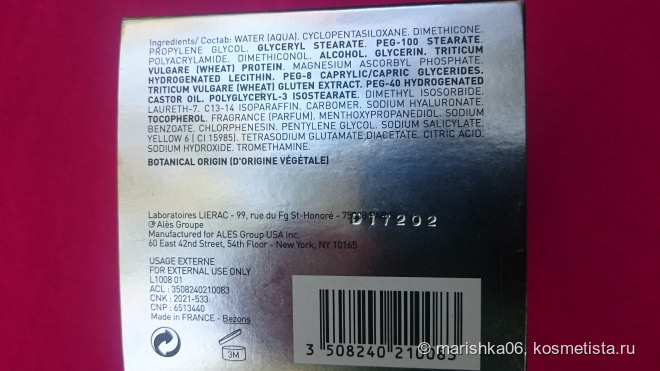 Ingredients/ Состав: WATER (AQUA). CYCLOPENTASILOXANE. DIMETHICONE.
PROPYLENE GLYCOL. GLYCERYL STEARATE. PEG-100 STEARATE.
POLYACRYLAMIDE. DIMETHICONOL. ALCOHOL. GLYCERIN. TRITICUM
VULGARE (WHEAT) PROTEIN. MAGNESIUM ASCORBYL PHOSPHATE.
HYDROGENATED LECITHIN. PEG-8 CAPRYLIC/CAPRIC GLYCERIDES.
TRITICUM VULGARE (WHEAT) GLUTEN EXTRACT. PEG-40 HYDROGENATED
CASTOR OIL. POLYGLYCERYL-3 ISOSTEARATE. DIMETHYL ISOSORBIDE.
LAURETH-7. C13-14 ISOPARAFFIN. CARBOMER. SODIUM HYALURONATE.
TOCOPHEROL. FRAGRANCE (PARFUM). MENTHOXYPROPANEDIOL. SODIUM
BENZOATE. CHLORPHENESIN. PENTYLENE GLYCOL. SODIUM SALICYLATE.
YELLOW 6 ( CI 15985). TETRASODIUM GLUTAMATE DIACETATE. CITRIC ACID.
SODIUM HYDROXIDE. TROMETHAMINE.
BOTANICAL ORIGIN (D'ORIGINE VÉGÉTALE)
Laboratoires LIERAC - 99, rue du Fg St-Honoré -
D17202
@ Alès Groupe
Manufactured for ALES Group USA Inc.
60 East 42nd Street, 54th Floor - New York, NY 10165
USAGE EXTERNE
FOR EXTERNAL USE ONLY
L1008 01
ACL : 3508240210083
CNK : 2021-533
CNP : 6513440
Made in FRANCE - Bezons
3M
3 508240 210083
© marishka06, kosmetista.ru